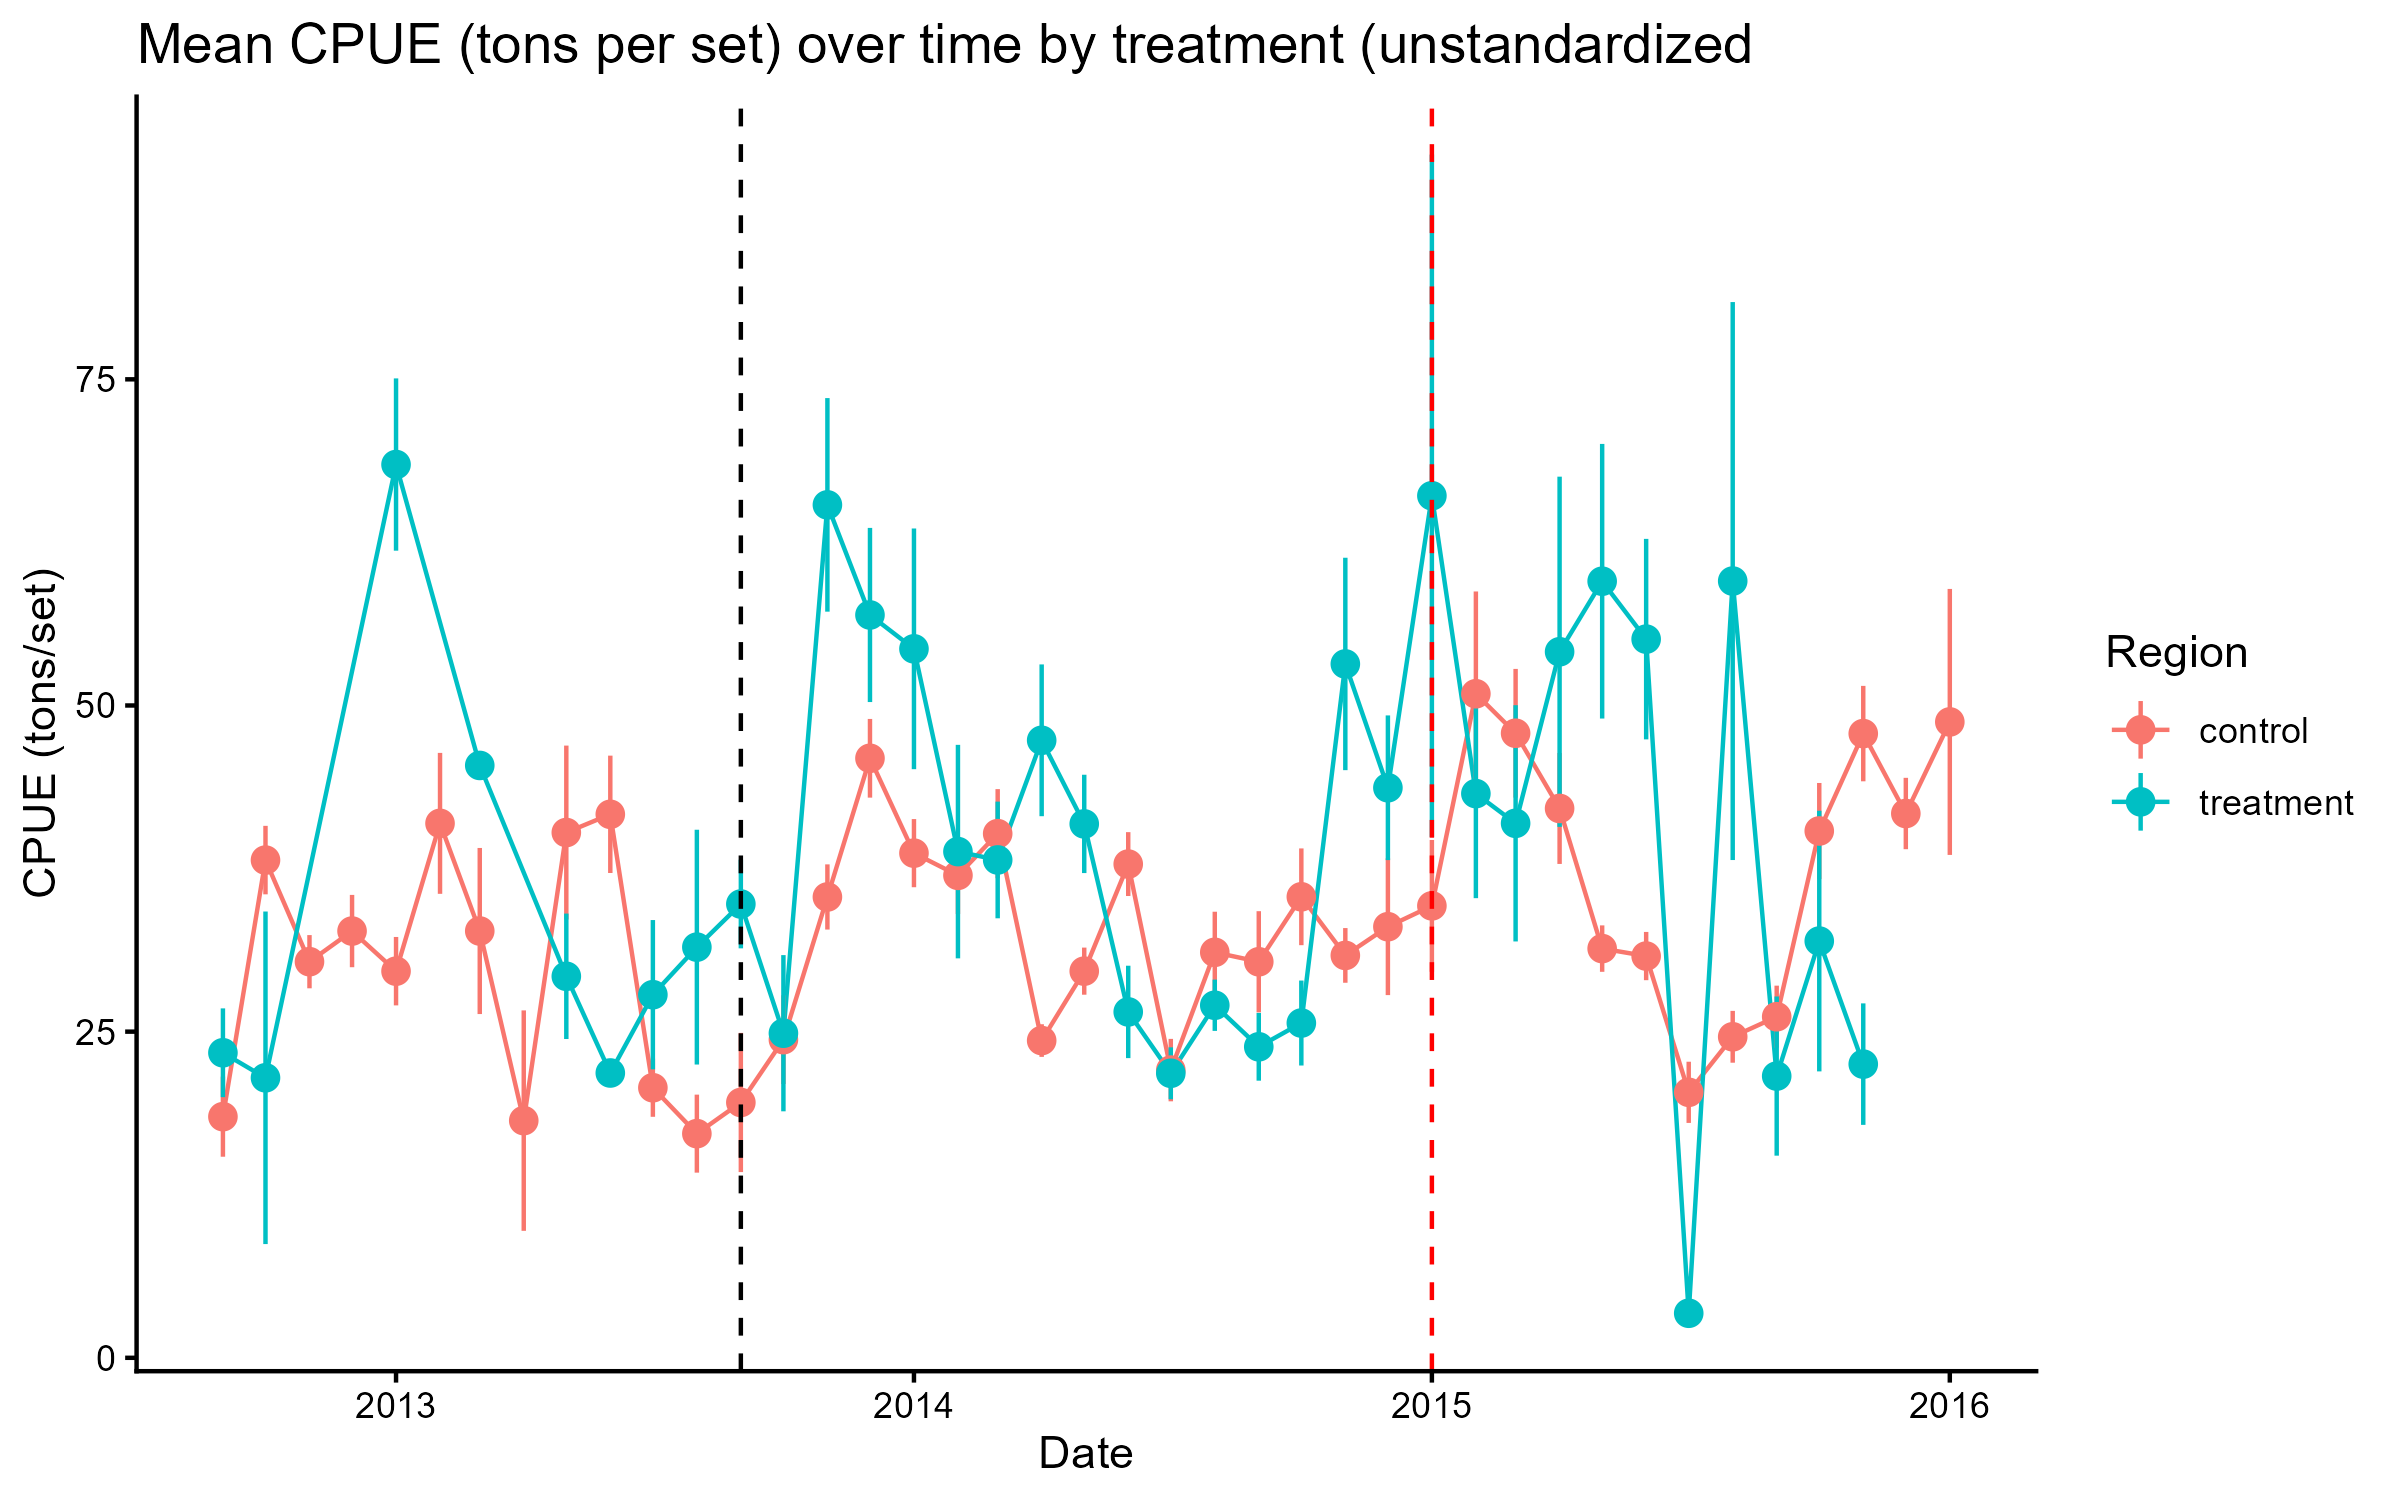 Mean CPUE (tons per set) over time by treatment (unstandardized
CPUE (tons/set)
75
50
25
0
2013 2014 2015 2016
Date
Region
control
treatment